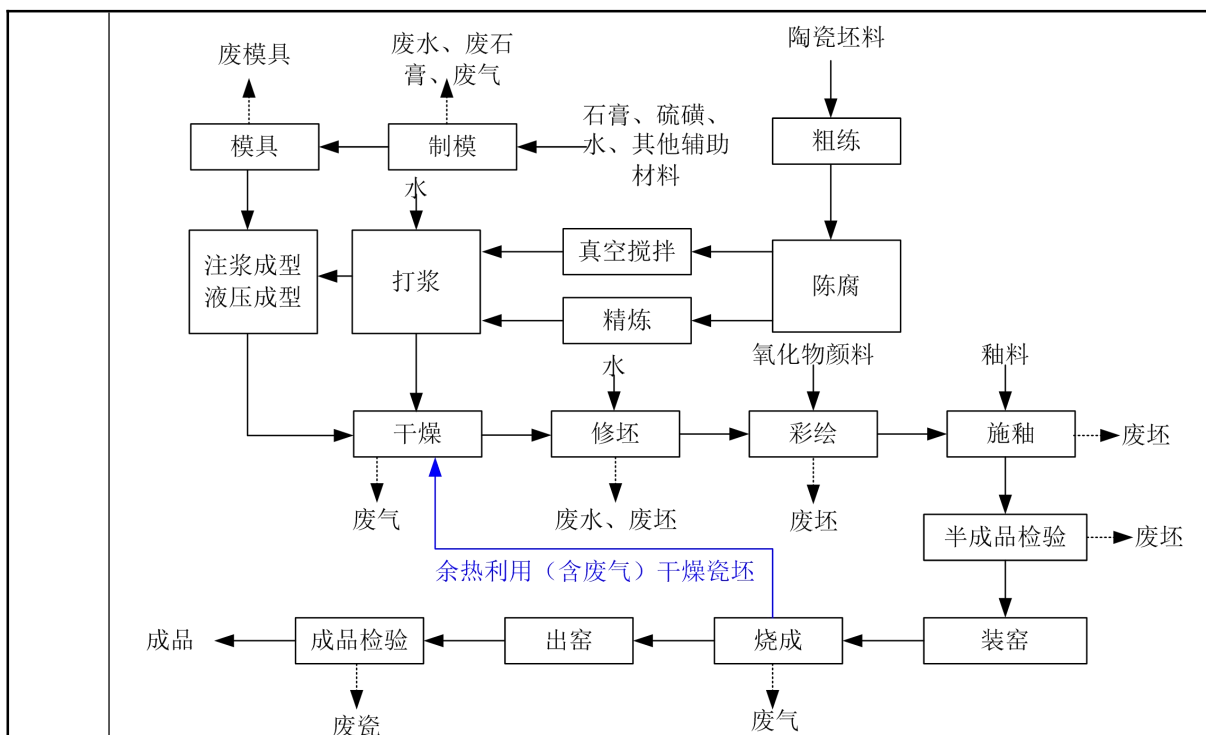 废模具
废水、废石
膏、废气
陶瓷坯料
模具
制模
石膏、硫磺、
水、其他辅助
材料
粗练
水
注浆成型
液压成型
打浆
真空搅拌
精炼
陈腐
水
氧化物颜料
釉料
干燥
修坯
彩绘
施釉
废坯
废气
废水、废坯
废坯
半成品检验
废坯
余热利用（含废气）干燥瓷坯
成品
成品检验
出窑
烧成
装窑
废瓷
废气